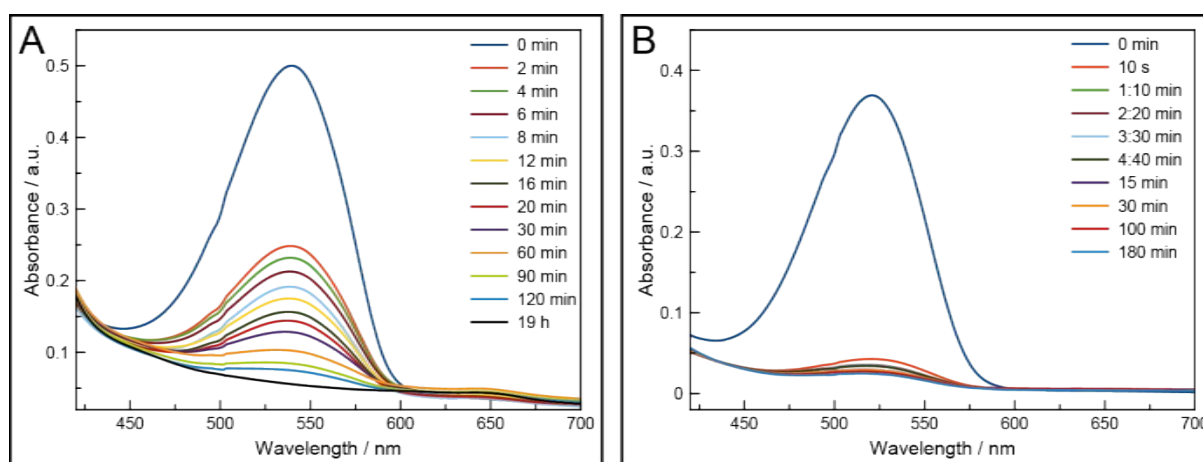 A
0 min
2 min
4 min
6 min
8 min
12 min
16 min
20 min
30 min
60 min
90 min
120 min
19 h
0.5
0.4
0.3
0.2
0.1
Absorbance / a.u.
450
500
550
600
650
700
Wavelength / nm
B
0 min
10 s
1:10 min
2:20 min
3:30 min
4:40 min
15 min
30 min
100 min
180 min
0.4
0.3
0.2
0.1
0
Absorbance / a.u.
450
500
550
600
650
700
Wavelength / nm